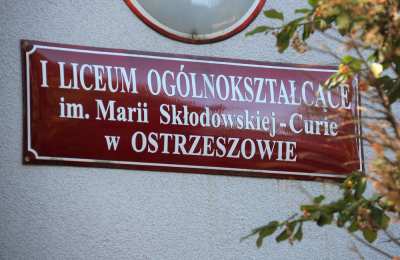 I LICEUM OGÓLNOKSZTAŁCĄCE
im. Marii Skłodowskiej-Curie
w OSTRZESZOWIE